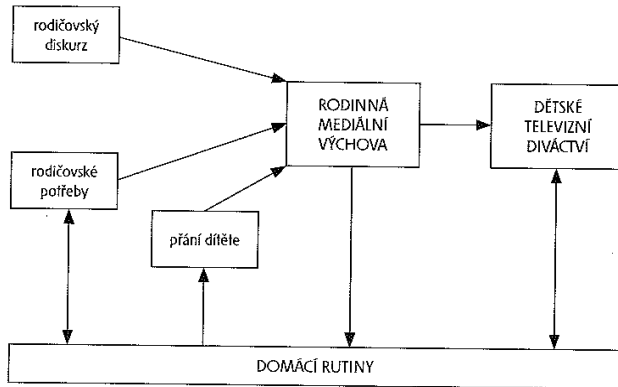 rodičovský
diskurz
RODINNÁ
MEDIÁLNÍ
VÝCHOVA
DĚTSKÉ
TELEVIZNÍ
DIVÁCTVÍ
rodičovské
potřeby
přání dítěte
DOMÁCÍ RUTINY